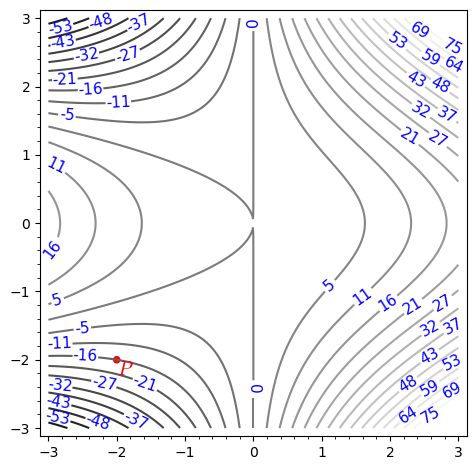 3 -53 -48 -37 0 69 75
-43 53 59 64
-32 -27 43 48
2 -21 32 37
-16 -11 21 27
-5
1
11
0
16
5 11 16 21 27
-1 -5
-5 32 37
-11 43
-2 -16 53
P
-32 -27 -21 0 48 59 69
-43
-53 -48 -37 64 75
-3
-3 -2 -1 0 1 2 3